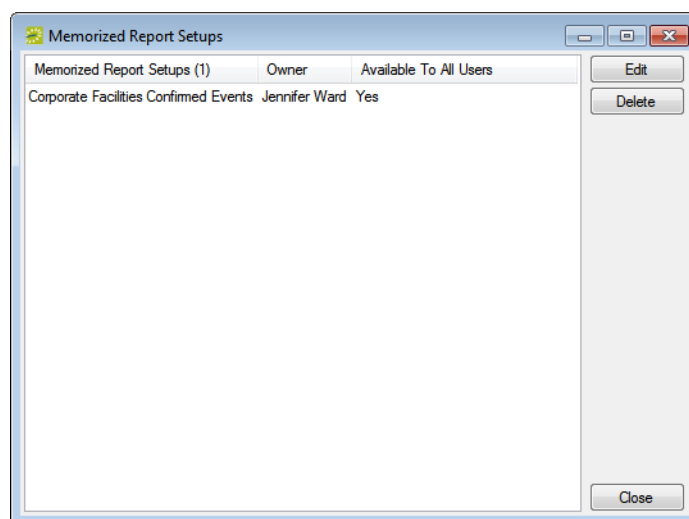 Memorized Report Setups
Memorized Report Setups (1) Owner Available To All Users
Corporate Facilities Confirmed Events Jennifer Ward Yes
Edit
Delete
Close